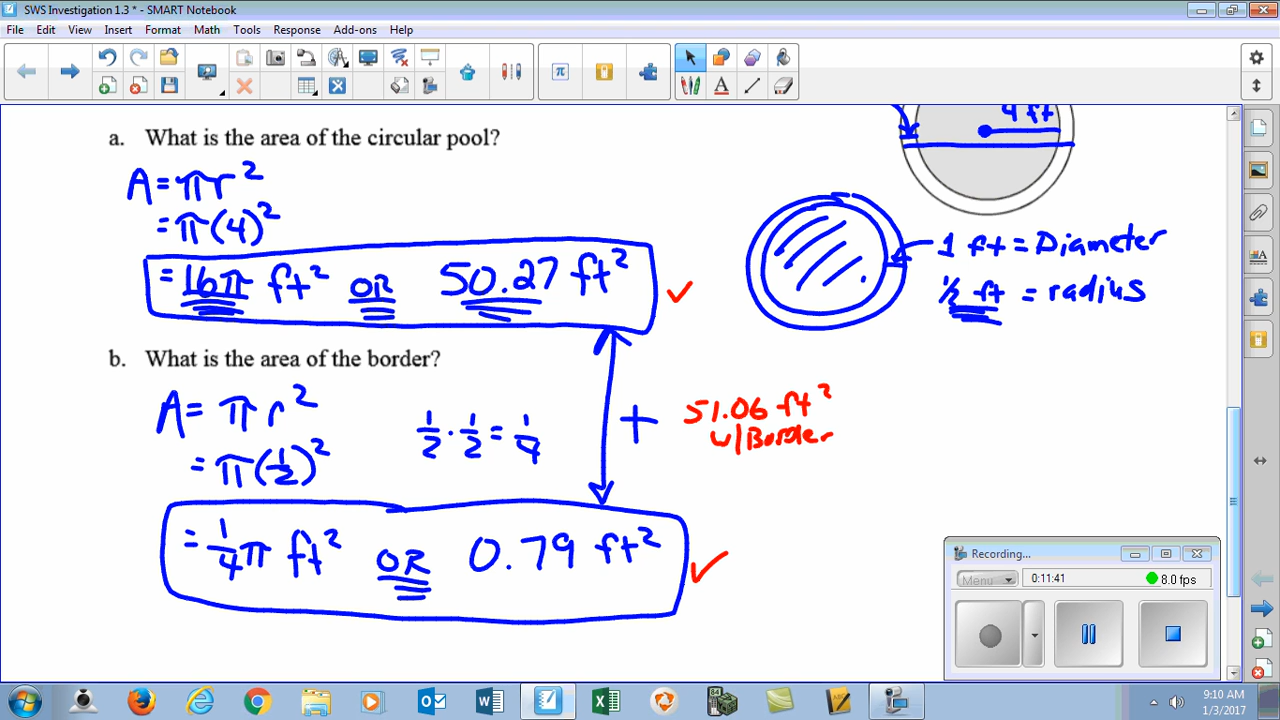 SWS Investigation 1.3 * - SMART Notebook
File Edit View Insert Format Math Tools Response Add-ons Help
a. What is the area of the circular pool?
4 ft
A = πr²
= π(4)²
= 16π ft² OR 50.27 ft²
1 ft = Diameter
1/2 ft = radius
b. What is the area of the border?
A = πr²
= π(1/2)²
1/2 · 1/2 = 1/4
+
51.06 ft²
w/Border
= 1/4π ft² OR 0.79 ft²
Recording...
Menu 0:11:41 8.0 fps
9:10 AM
1/3/2017